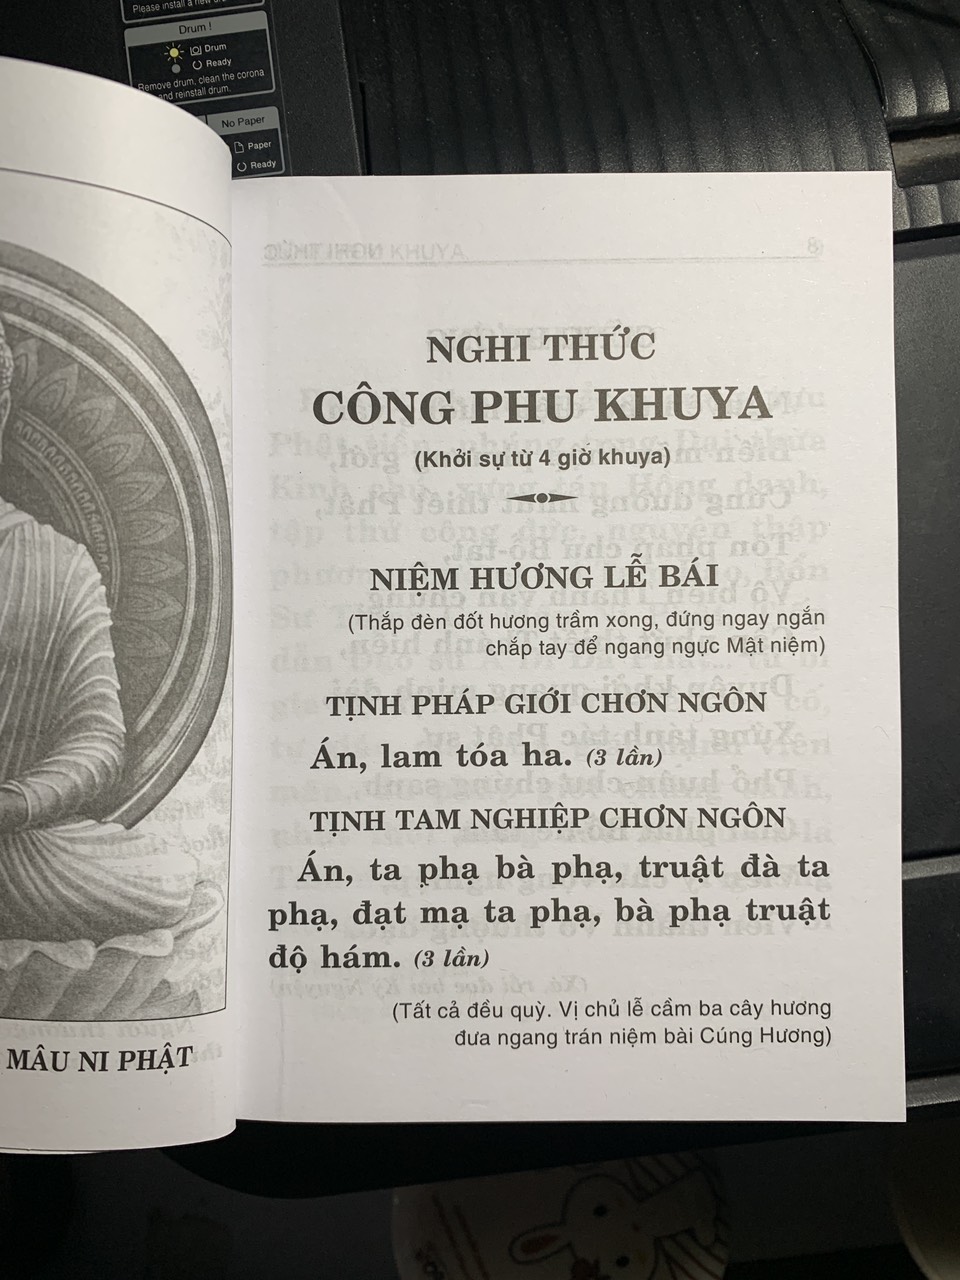 Please install a new
Drum !
Drum
Ready
Remove drum, clean the corona
and reinstall drum.
No Paper
Paper
Ready
MÂU NI PHẬT
NGHI THỨC
CÔNG PHU KHUYA
(Khởi sự từ 4 giờ khuya)
NIỆM HƯƠNG LỄ BÁI
(Thắp đèn đốt hương trầm xong, đứng ngay ngắn
chắp tay để ngang ngực Mật niệm)
TỊNH PHÁP GIỚI CHƠN NGÔN
Án, lam tóa ha. (3 lần)
TỊNH TAM NGHIỆP CHƠN NGÔN
Án, ta phạ bà phạ, truật đà ta
phạ, đạt mạ ta phạ, bà phạ truật
độ hám. (3 lần)
(Tất cả đều quỳ. Vị chủ lễ cầm ba cây hương
đưa ngang trán niệm bài Cúng Hương)